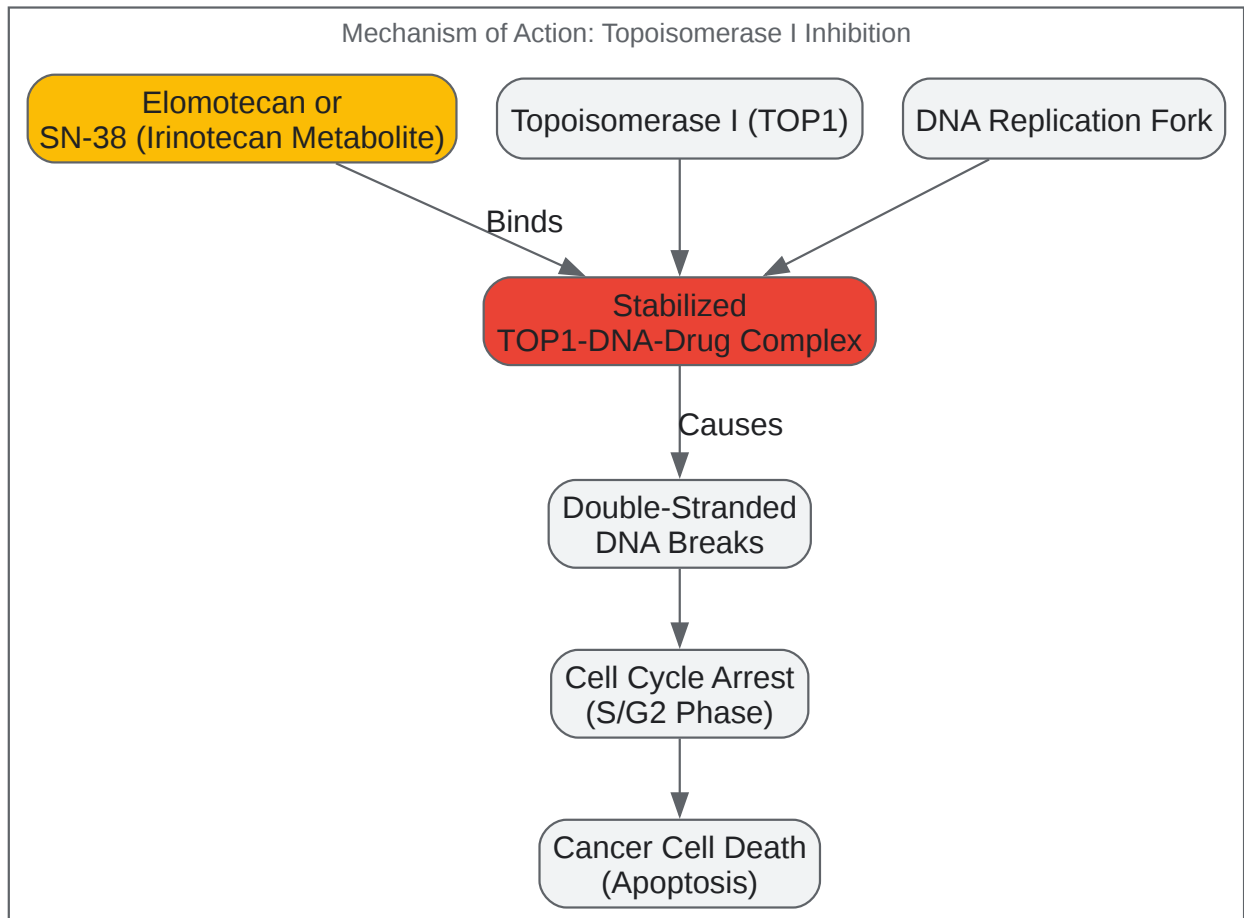 Mechanism of Action: Topoisomerase I Inhibition
Elomotecan or
SN-38 (Irinotecan Metabolite)
Topoisomerase I (TOP1)
DNA Replication Fork
Binds
Stabilized
TOP1-DNA-Drug Complex
Causes
Double-Stranded
DNA Breaks
Cell Cycle Arrest
(S/G2 Phase)
Cancer Cell Death
(Apoptosis)